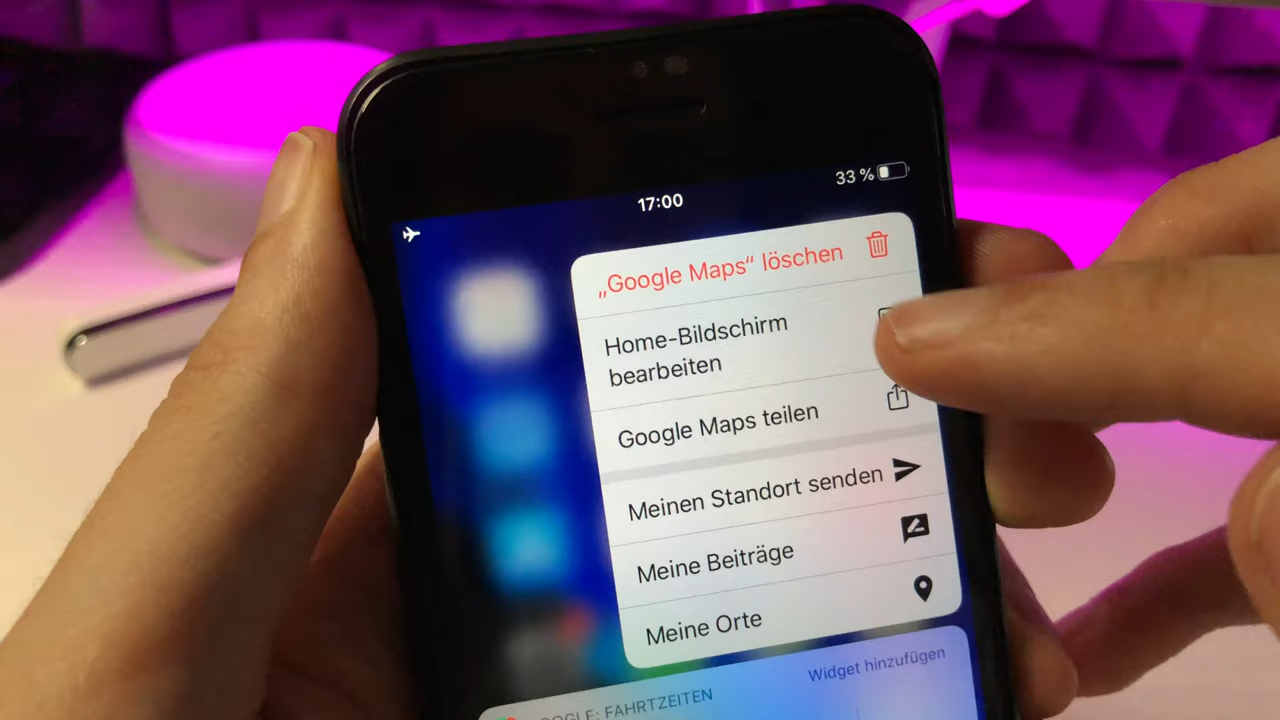 17:00
33 %
„Google Maps“ löschen
Home-Bildschirm
bearbeiten
Google Maps teilen
Meinen Standort senden
Meine Beiträge
Meine Orte
Widget hinzufügen
FAHRTZEITEN